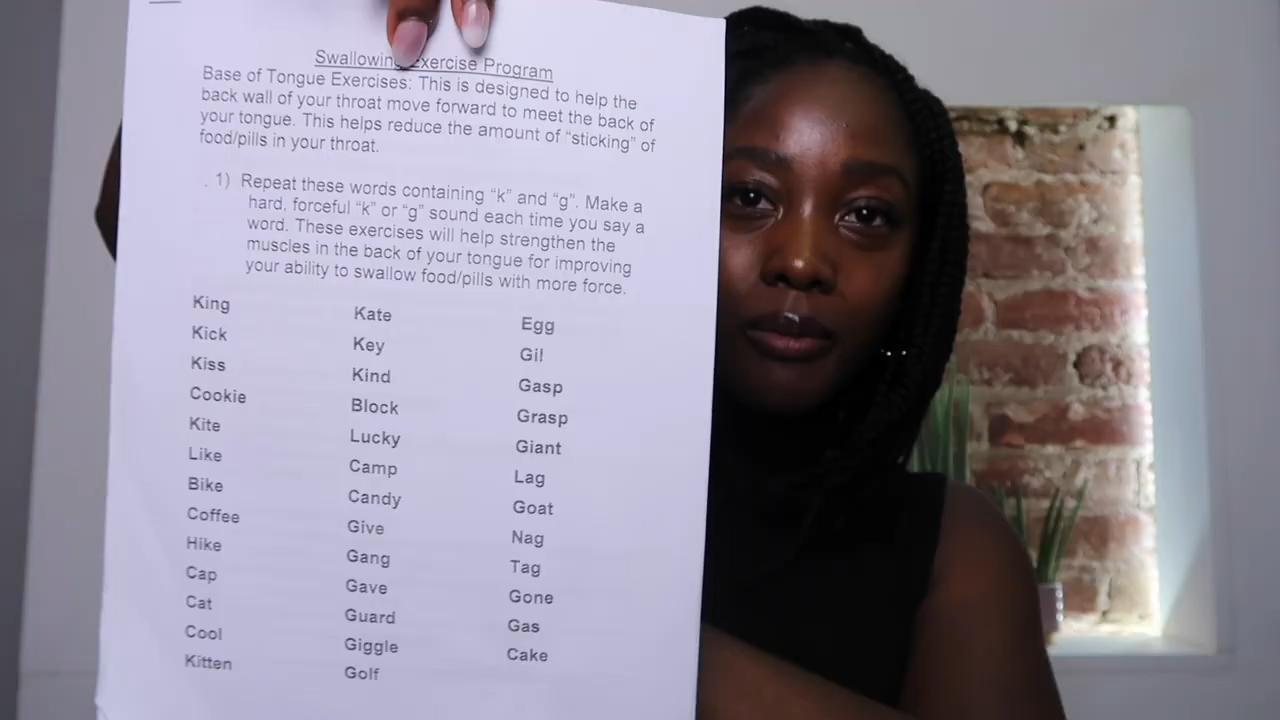 Swallowing Exercise Program
Base of Tongue Exercises: This is designed to help the
back wall of your throat move forward to meet the back of
your tongue. This helps reduce the amount of “sticking” of
food/pills in your throat.
1) Repeat these words containing “k” and “g”. Make a
hard, forceful “k” or “g” sound each time you say a
word. These exercises will help strengthen the
muscles in the back of your tongue for improving
your ability to swallow food/pills with more force.
King
Kick
Kiss
Cookie
Kite
Like
Bike
Coffee
Hike
Cap
Cat
Cool
Kitten
Kate
Key
Kind
Block
Lucky
Camp
Candy
Give
Gang
Gave
Guard
Giggle
Golf
Egg
Gil
Gasp
Grasp
Giant
Lag
Goat
Nag
Tag
Gone
Gas
Cake